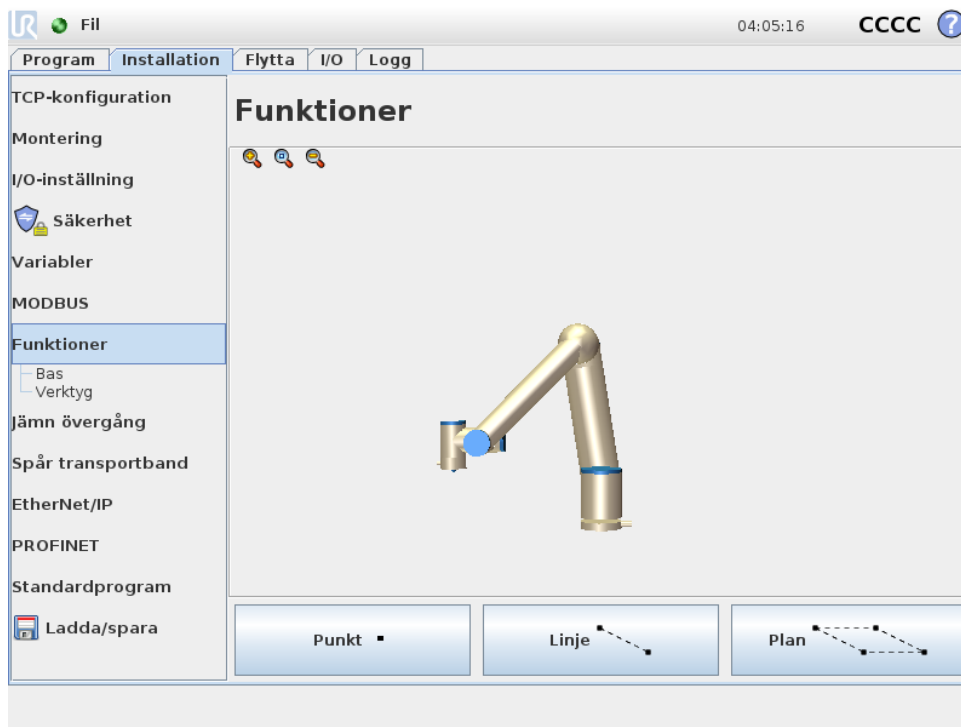 UR Fil 04:05:16 CCCC ?
Program Installation Flytta I/O Logg
TCP-konfiguration
Montering
I/O-inställning
Säkerhet
Variabler
MODBUS
Funktioner
Bas
Verktyg
Jämn övergång
Spår transportband
EtherNet/IP
PROFINET
Standardprogram
Ladda/spara
Funktioner
Punkt
Linje
Plan